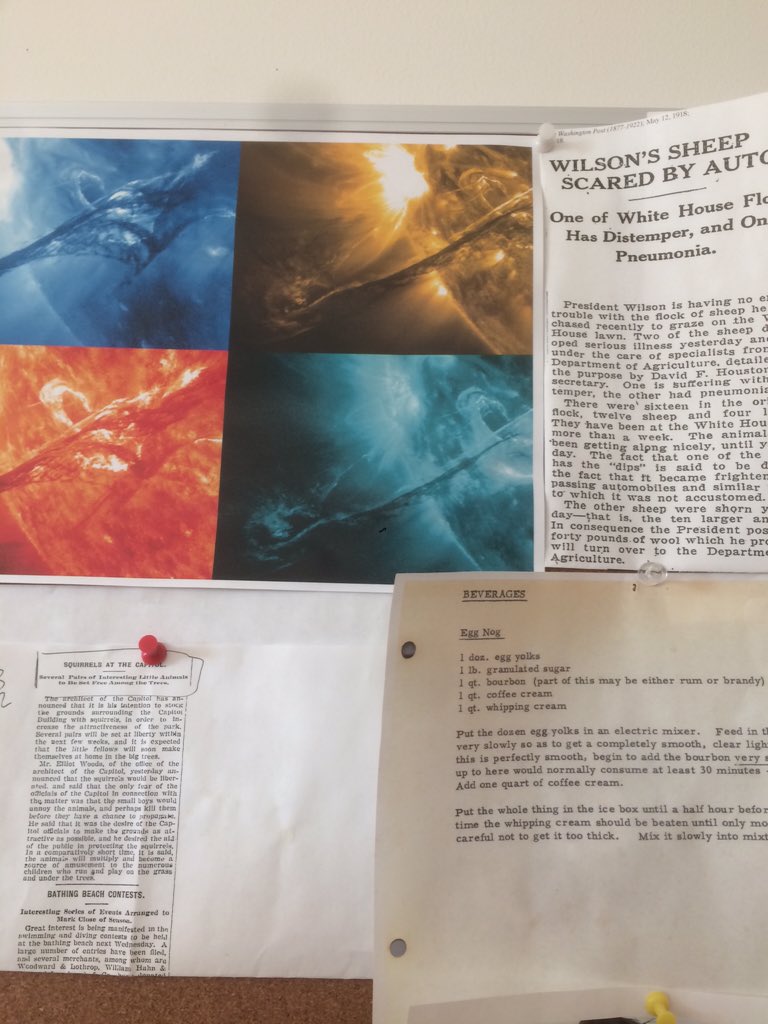 Washington Post (1877-1922); May 12, 1918;
WILSON'S SHEEP
SCARED BY AUTO
One of White House Flo
Has Distemper, and On
Pneumonia.
President Wilson is having no e
trouble with the flock of sheep he
chased recently to graze on the
House lawn. Two of the sheep d
oped serious illness yesterday an
under the care of specialists fro
Department of Agriculture, detaile
the purpose by David F. Houston
secretary. One is suffering with
temper, the other had pneumonia
There were sixteen in the ori
flock, twelve sheep and four l
They have been at the White Hou
more than a week. The animal
been getting along nicely, until y
day. The fact that one of the
has the "dips" is said to be d
the fact that it became frighten
passing automobiles and similar
to which it was not accustomed.
The other sheep were shorn y
day—that is, the ten larger an
In consequence the President pos
forty pounds of wool which he pro
will turn over to the Departme
Agriculture.
SQUIRRELS AT THE CAPITOL.
Several Pairs of Interesting Little Animals
to Be Set Free Among the Trees.
The architect of the Capitol has an-
nounced that it is his intention to stock
the grounds surrounding the Capitol
Building with squirrels, in order to in-
crease the attractiveness of the park.
Several pairs will be set at liberty within
the next few weeks, and it is expected
that the little fellows will soon make
themselves at home in the big trees.
Mr. Elliot Woods, of the office of the
architect of the Capitol, yesterday an-
nounced that the squirrels would be liber-
ated, and said that the only fear of the
officials of the Capitol in connection with
the matter was that the small boys would
annoy the animals, and perhaps kill them
before they have a chance to propagate.
He said that it was the desire of the Cap-
itol officials to make the grounds as at-
tractive as possible, and he desired the aid
of the public in protecting the squirrels.
In a comparatively short time, it is said,
the animals will multiply and become a
source of amusement to the numerous
children who run and play on the grass
and under the trees.
BATHING BEACH CONTESTS.
Interesting Series of Events Arranged to
Mark Close of Season.
Great interest is being manifested in the
swimming and diving contests to be held
at the bathing beach next Wednesday. A
large number of entries have been filed,
and several merchants, among whom are
Woodward & Lothrop, William Hahn &
BEVERAGES
Egg Nog
1 doz. egg yolks
1 lb. granulated sugar
1 qt. bourbon (part of this may be either rum or brandy)
1 qt. coffee cream
1 qt. whipping cream
Put the dozen egg yolks in an electric mixer. Feed in t
very slowly so as to get a completely smooth, clear ligh
this is perfectly smooth, begin to add the bourbon very s
up to here would normally consume at least 30 minutes
Add one quart of coffee cream.
Put the whole thing in the ice box until a half hour befor
time the whipping cream should be beaten until only mo
careful not to get it too thick. Mix it slowly into mixt